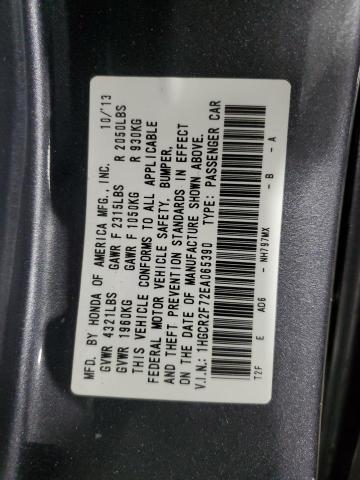 MFD. BY HONDA OF AMERICA MFG., INC. 10/'13
GVWR 4321LBS GAWR F 2315LBS R 2050LBS
GVWR 1960KG GAWR F 1050KG R 930KG
THIS VEHICLE CONFORMS TO ALL APPLICABLE
FEDERAL MOTOR VEHICLE SAFETY, BUMPER,
AND THEFT PREVENTION STANDARDS IN EFFECT
ON THE DATE OF MANUFACTURE SHOWN ABOVE.
V.I.N.: 1HGCR2F72EA065390 TYPE: PASSENGER CAR
T2F E AD6 - NH797MX - B - A